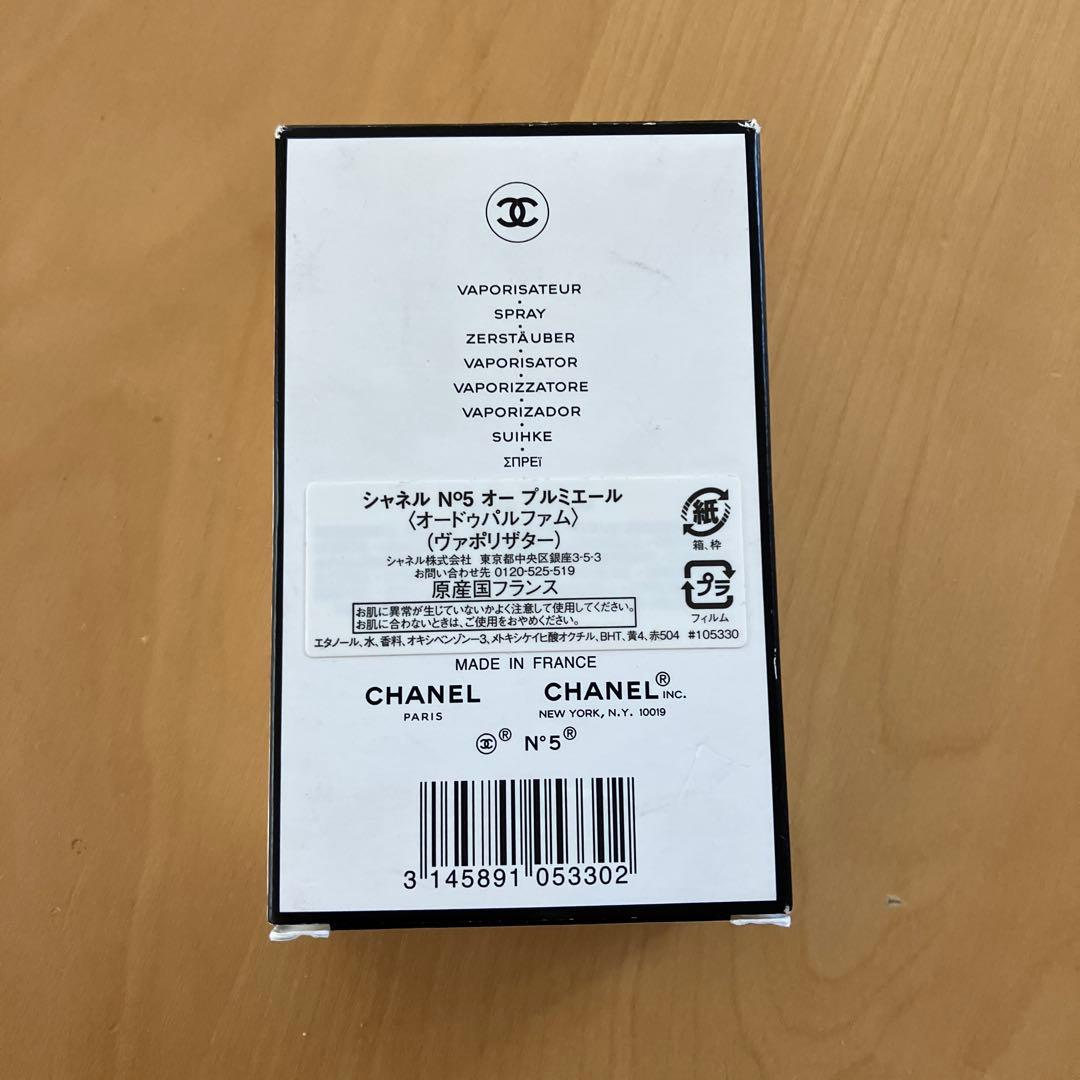 VAPORISATEUR
SPRAY
ZERSTÄUBER
VAPORISATOR
VAPORIZZATORE
VAPORIZADOR
SUIHKE
ΣΠΡΕΪ
シャネル Nº5 オー プルミエール
〈オードゥパルファム〉
(ヴァポリザター)
シャネル株式会社 東京都中央区銀座3-5-3
お問い合わせ先 0120-525-519
原産国フランス
お肌に異常が生じていないかよく注意して使用してください。
お肌に合わないときは、ご使用をおやめください。
エタノール、水、香料、オキシベンゾン−3、メトキシケイヒ酸オクチル、BHT、黄4、赤504 #105330
紙
箱、枠
プラ
フィルム
MADE IN FRANCE
CHANEL
PARIS
CHANEL® INC.
NEW YORK, N.Y. 10019
® N°5®
3 145891 053302